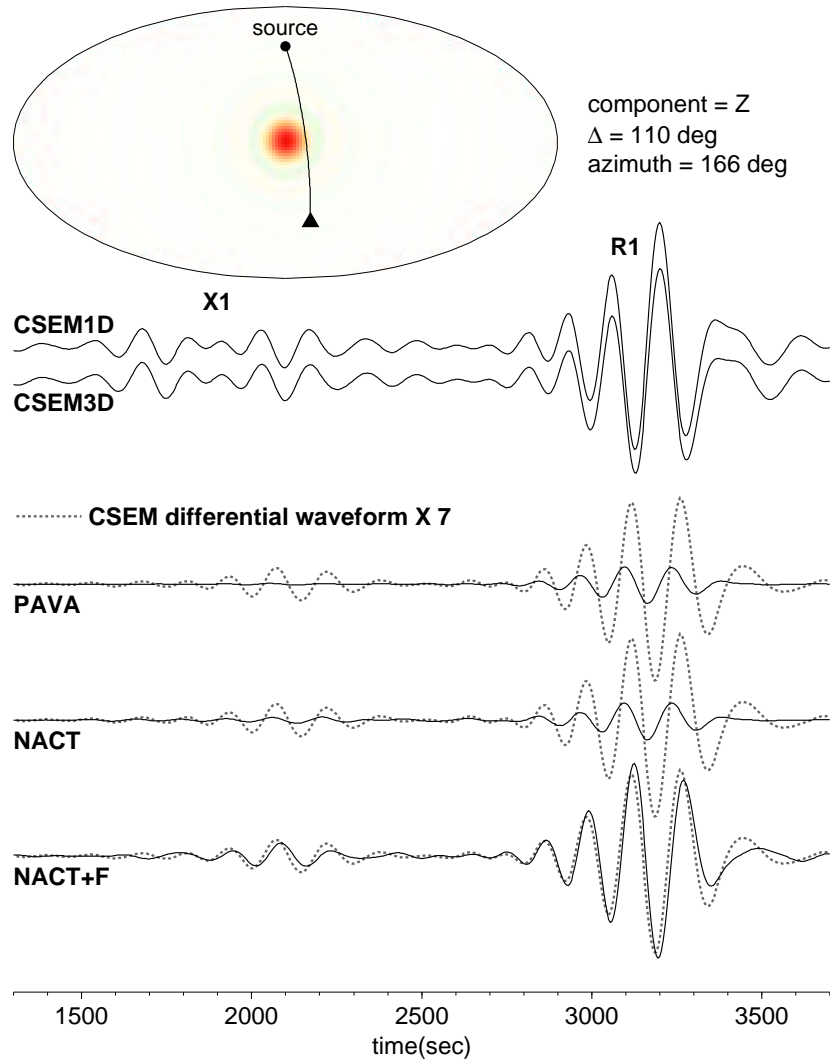 source
component = Z
Δ = 110 deg
azimuth = 166 deg
R1
X1
CSEM1D
CSEM3D
CSEM differential waveform X 7
PAVA
NACT
NACT+F
1500 2000 2500 3000 3500
time(sec)